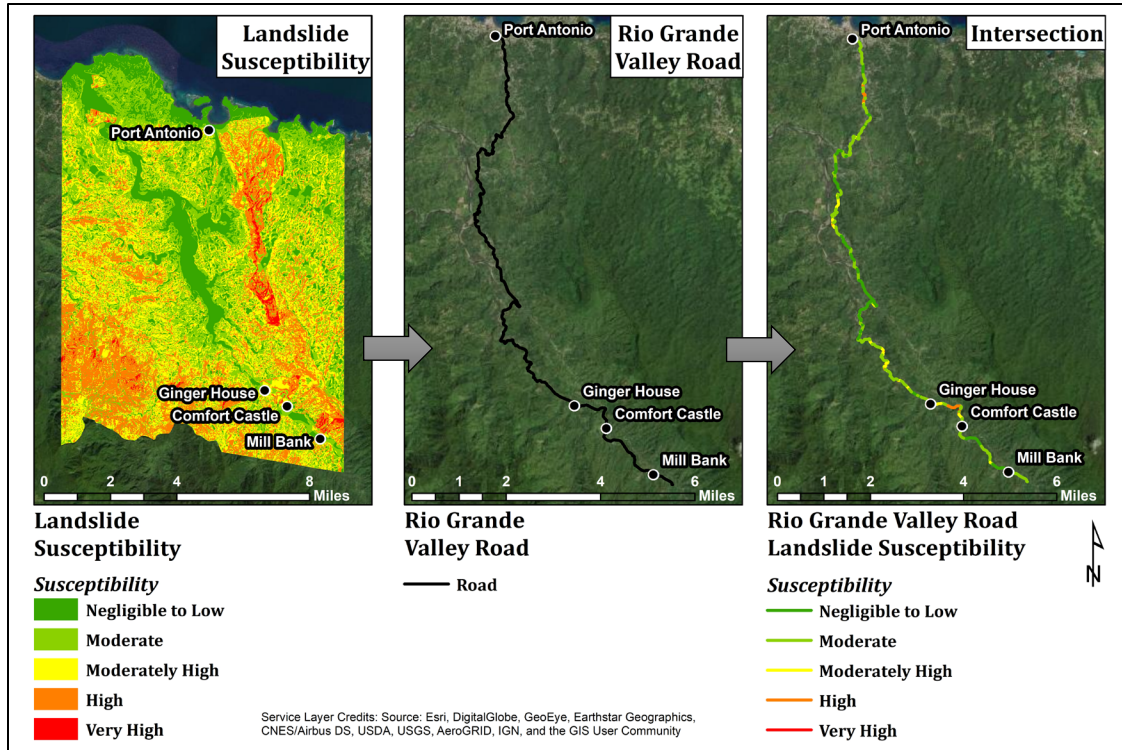 Landslide
Susceptibility
Port Antonio
Ginger House
Comfort Castle
Mill Bank
0 2 4 8
Miles
Rio Grande
Valley Road
Port Antonio
Ginger House
Comfort Castle
Mill Bank
0 1 2 4 6
Miles
Intersection
Port Antonio
Ginger House
Comfort Castle
Mill Bank
0 1 2 4 6
Miles
Landslide
Susceptibility
Susceptibility
Negligible to Low
Moderate
Moderately High
High
Very High
Rio Grande
Valley Road
Road
Rio Grande Valley Road
Landslide Susceptibility
N
Susceptibility
Negligible to Low
Moderate
Moderately High
High
Very High
Service Layer Credits: Source: Esri, DigitalGlobe, GeoEye, Earthstar Geographics,
CNES/Airbus DS, USDA, USGS, AeroGRID, IGN, and the GIS User Community